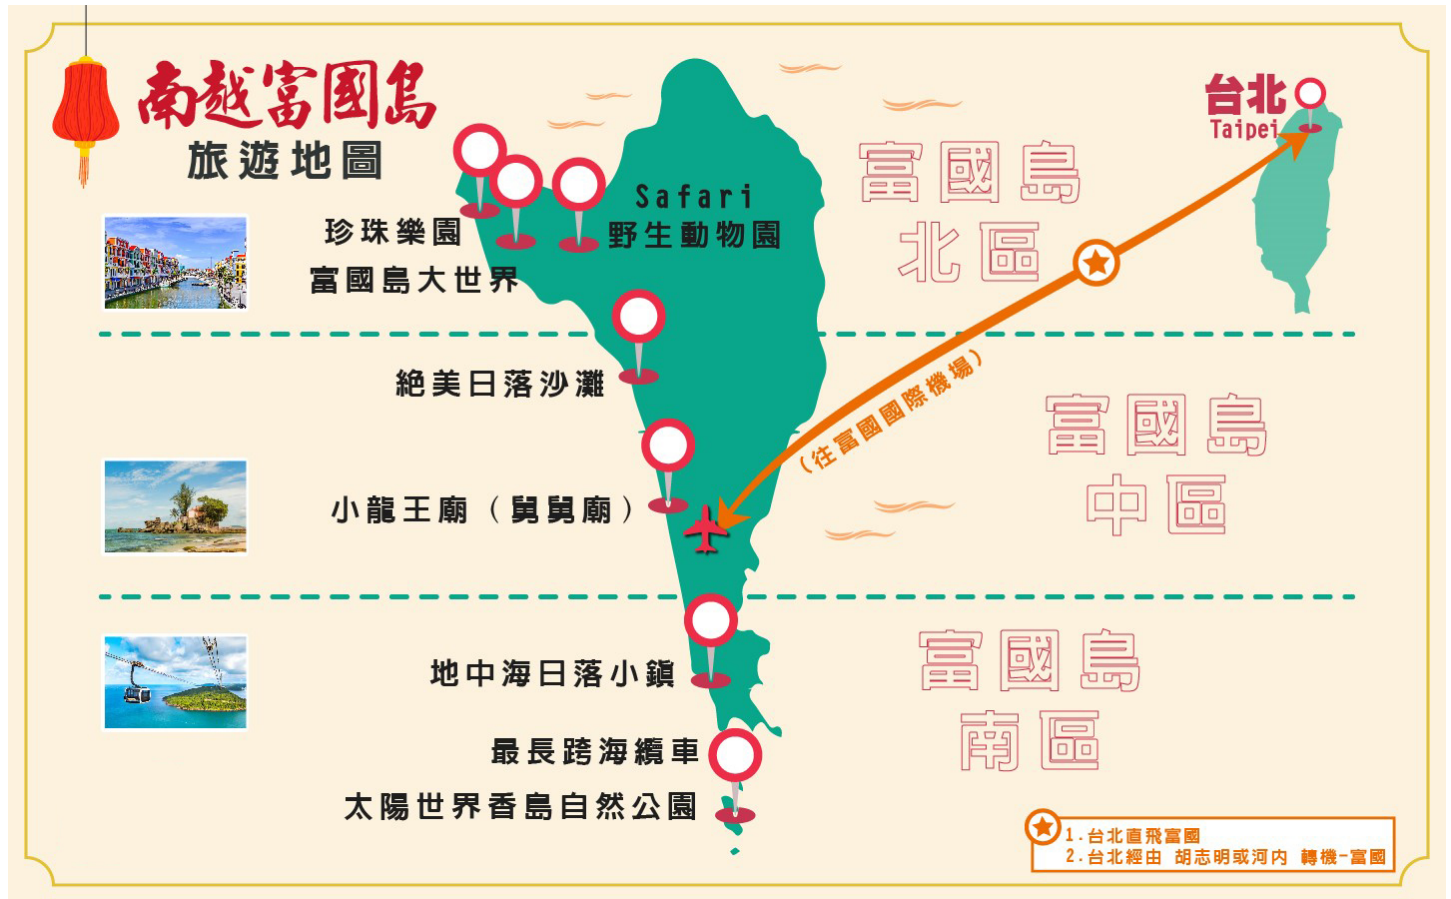 南越富國島
旅遊地圖
台北
Taipei
富國島
北區
珍珠樂園
富國島大世界
Safari
野生動物園
絕美日落沙灘
(往富國國際機場)
富國島
中區
小龍王廟（舅舅廟）
地中海日落小鎮
富國島
南區
最長跨海纜車
太陽世界香島自然公園
1.台北直飛富國
2.台北經由 胡志明或河內 轉機-富國